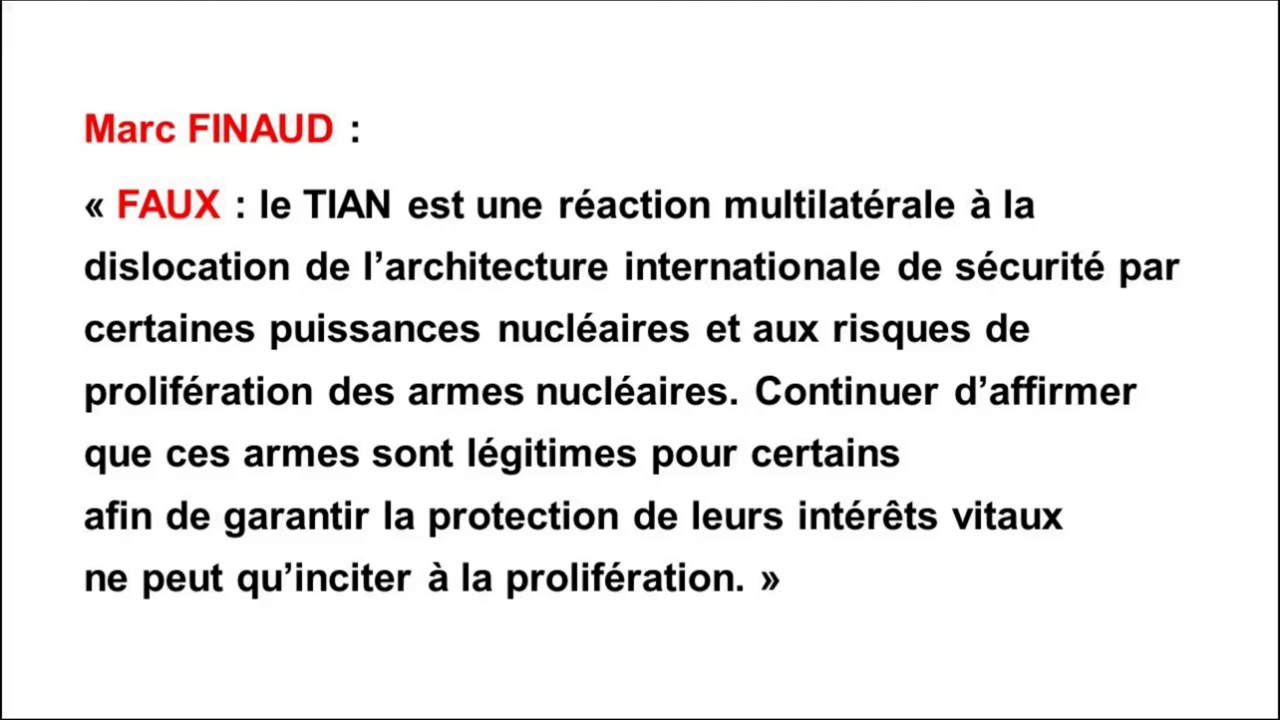 Marc FINAUD :
« FAUX : le TIAN est une réaction multilatérale à la
dislocation de l’architecture internationale de sécurité par
certaines puissances nucléaires et aux risques de
prolifération des armes nucléaires. Continuer d’affirmer
que ces armes sont légitimes pour certains
afin de garantir la protection de leurs intérêts vitaux
ne peut qu’inciter à la prolifération. »